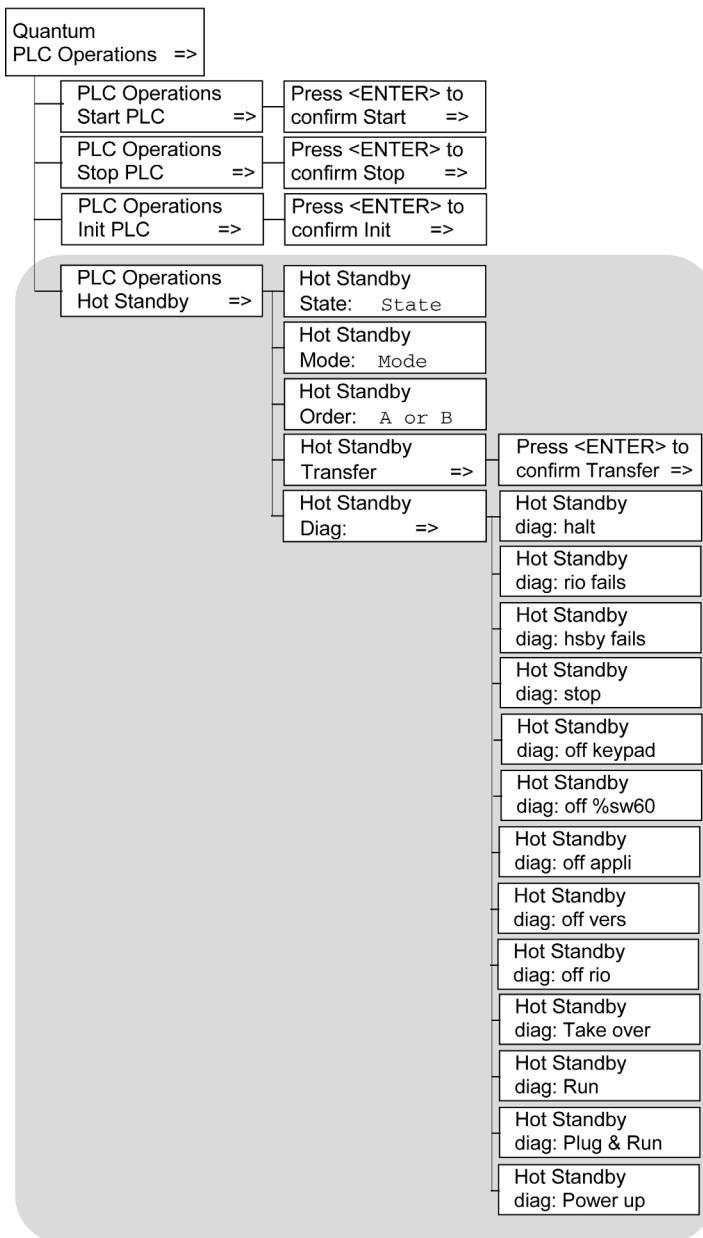 Quantum
PLC Operations =>
PLC Operations
Start PLC =>
Press <ENTER> to
confirm Start =>
PLC Operations
Stop PLC =>
Press <ENTER> to
confirm Stop =>
PLC Operations
Init PLC =>
Press <ENTER> to
confirm Init =>
PLC Operations
Hot Standby =>
Hot Standby
State: State
Hot Standby
Mode: Mode
Hot Standby
Order: A or B
Hot Standby
Transfer =>
Press <ENTER> to
confirm Transfer =>
Hot Standby
Diag: =>
Hot Standby
diag: halt
Hot Standby
diag: rio fails
Hot Standby
diag: hsby fails
Hot Standby
diag: stop
Hot Standby
diag: off keypad
Hot Standby
diag: off %sw60
Hot Standby
diag: off appli
Hot Standby
diag: off vers
Hot Standby
diag: off rio
Hot Standby
diag: Take over
Hot Standby
diag: Run
Hot Standby
diag: Plug & Run
Hot Standby
diag: Power up